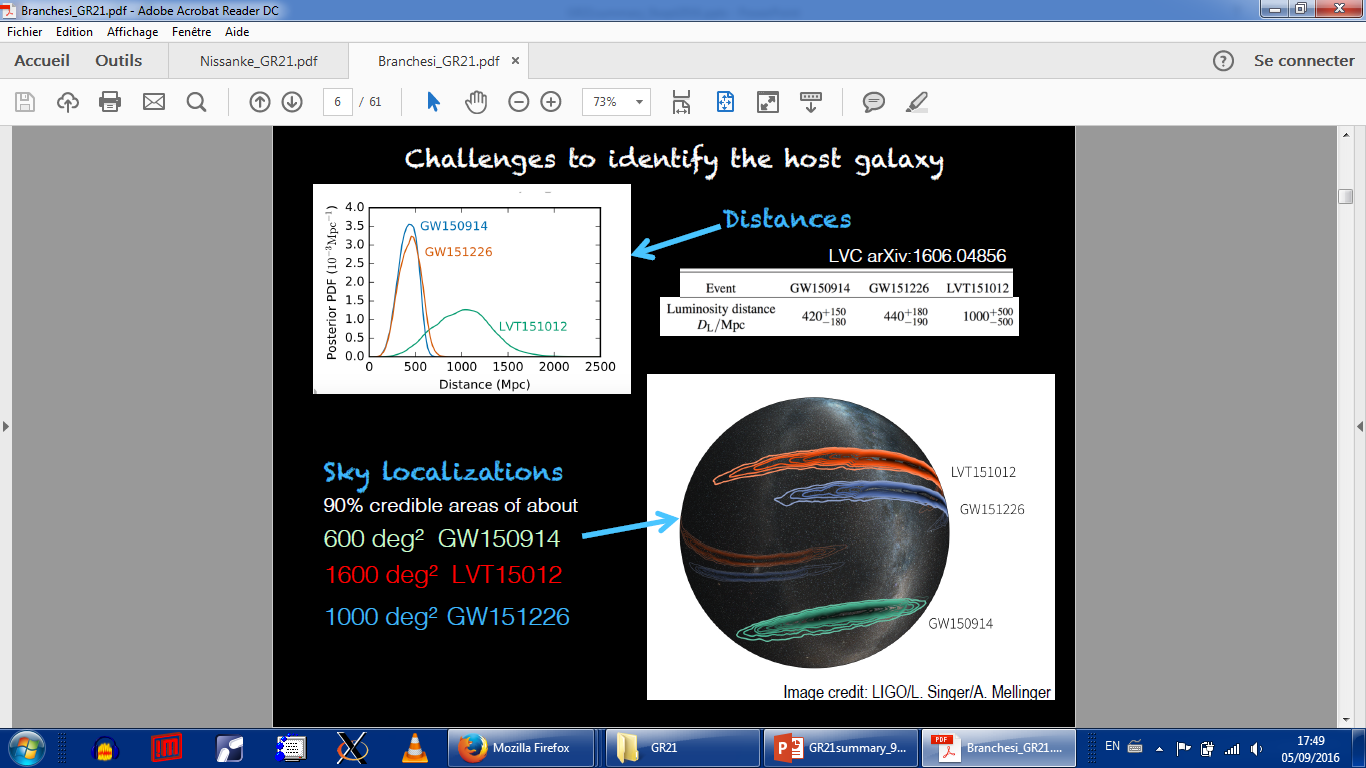 Branchesi_GR21.pdf - Adobe Acrobat Reader DC
Fichier Edition Affichage Fenêtre Aide
Accueil Outils Nissanke_GR21.pdf Branchesi_GR21.pdf × ? Se connecter
6 / 61 73%
Challenges to identify the host galaxy
Posterior PDF (10⁻³Mpc⁻¹)
4.0
3.5
3.0
2.5
2.0
1.5
1.0
0.5
0.0
GW150914
GW151226
LVT151012
0 500 1000 1500 2000 2500
Distance (Mpc)
Distances
LVC arXiv:1606.04856
Event GW150914 GW151226 LVT151012
Luminosity distance
D_L/Mpc 420+150−180 440+180−190 1000+500−500
Sky localizations
90% credible areas of about
600 deg² GW150914
1600 deg² LVT15012
1000 deg² GW151226
LVT151012
GW151226
GW150914
Image credit: LIGO/L. Singer/A. Mellinger
Mozilla Firefox GR21 GR21summary_9... PDF Branchesi_GR21.... EN 17:49
05/09/2016